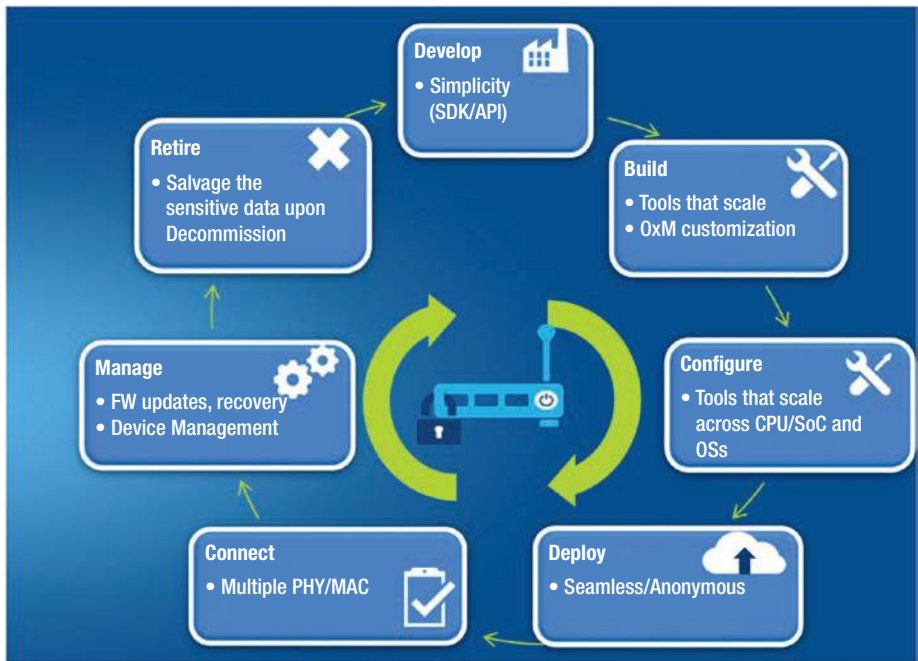 Develop
• Simplicity
(SDK/API)
Build
• Tools that scale
• OxM customization
Configure
• Tools that scale
across CPU/SoC and
OSs
Deploy
• Seamless/Anonymous
Connect
• Multiple PHY/MAC
Manage
• FW updates, recovery
• Device Management
Retire
• Salvage the
sensitive data upon
Decommission